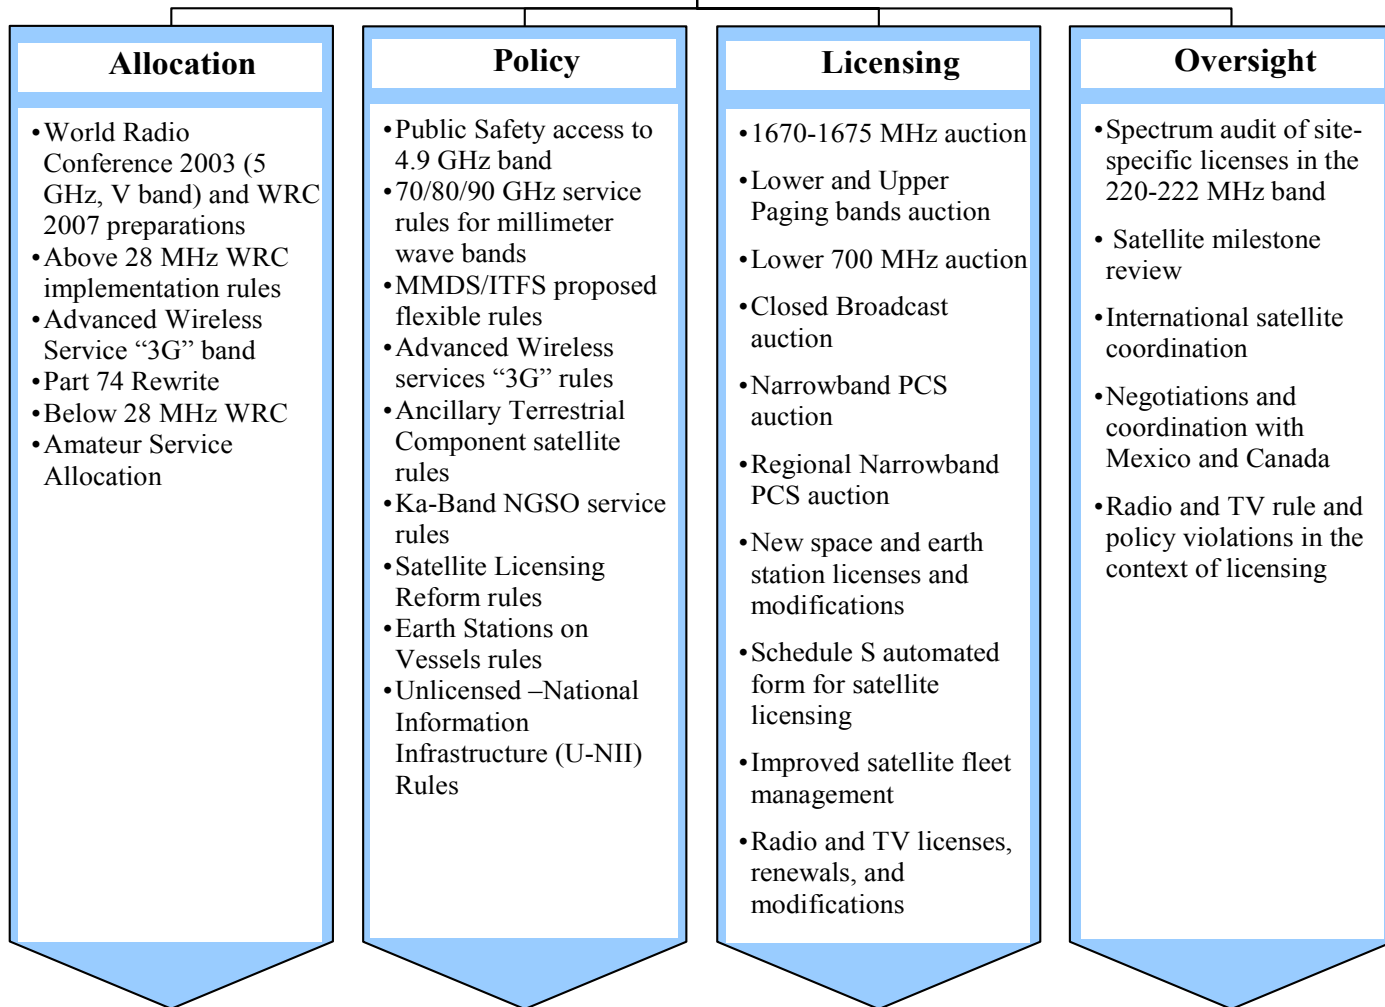 Allocation
•World Radio
Conference 2003 (5
GHz, V band) and WRC
2007 preparations
•Above 28 MHz WRC
implementation rules
•Advanced Wireless
Service “3G” band
•Part 74 Rewrite
•Below 28 MHz WRC
•Amateur Service
Allocation
Policy
•Public Safety access to
4.9 GHz band
•70/80/90 GHz service
rules for millimeter
wave bands
•MMDS/ITFS proposed
flexible rules
•Advanced Wireless
services “3G” rules
•Ancillary Terrestrial
Component satellite
rules
•Ka-Band NGSO service
rules
•Satellite Licensing
Reform rules
•Earth Stations on
Vessels rules
•Unlicensed –National
Information
Infrastructure (U-NII)
Rules
Licensing
•1670-1675 MHz auction
•Lower and Upper
Paging bands auction
•Lower 700 MHz auction
•Closed Broadcast
auction
•Narrowband PCS
auction
•Regional Narrowband
PCS auction
•New space and earth
station licenses and
modifications
•Schedule S automated
form for satellite
licensing
•Improved satellite fleet
management
•Radio and TV licenses,
renewals, and
modifications
Oversight
•Spectrum audit of site-
specific licenses in the
220-222 MHz band
• Satellite milestone
review
•International satellite
coordination
•Negotiations and
coordination with
Mexico and Canada
•Radio and TV rule and
policy violations in the
context of licensing